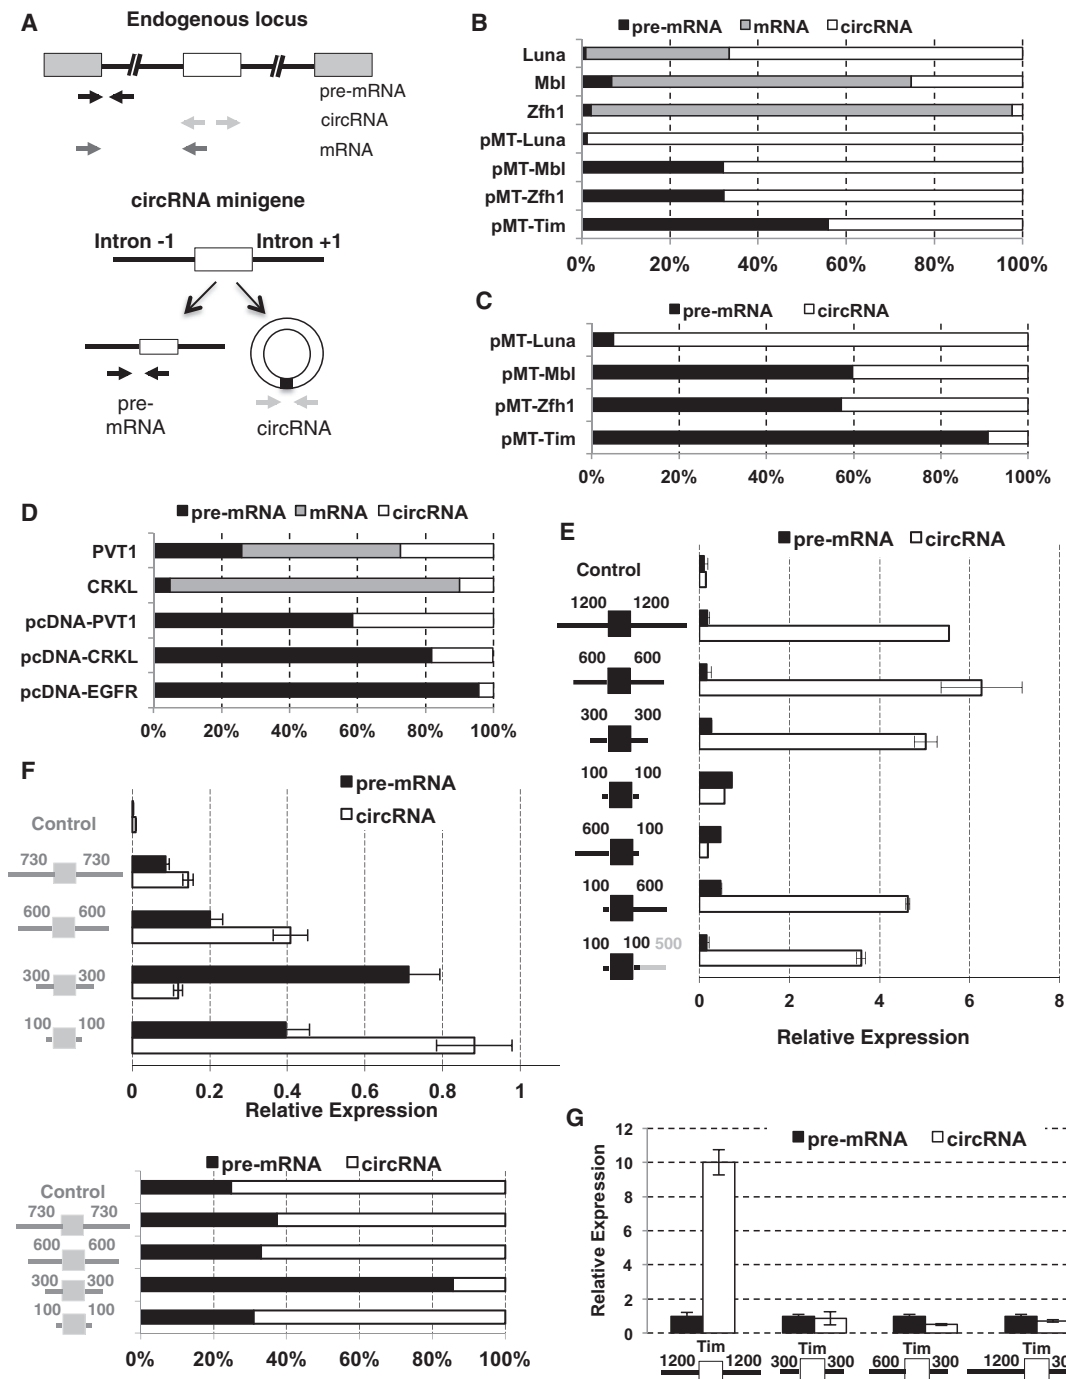 A
Endogenous locus
pre-mRNA
circRNA
mRNA
circRNA minigene
Intron -1
Intron +1
pre-
mRNA
circRNA
B
pre-mRNA mRNA circRNA
Luna
Mbl
Zfh1
pMT-Luna
pMT-Mbl
pMT-Zfh1
pMT-Tim
0% 20% 40% 60% 80% 100%
C
pre-mRNA circRNA
pMT-Luna
pMT-Mbl
pMT-Zfh1
pMT-Tim
0% 20% 40% 60% 80% 100%
D
pre-mRNA mRNA circRNA
PVT1
CRKL
pcDNA-PVT1
pcDNA-CRKL
pcDNA-EGFR
0% 20% 40% 60% 80% 100%
E
pre-mRNA circRNA
Control
1200 1200
600 600
300 300
100 100
600 100
100 600
100 100 500
0 2 4 6 8
Relative Expression
F
pre-mRNA
circRNA
Control
730 730
600 600
300 300
100 100
0 0.2 0.4 0.6 0.8 1
Relative Expression
pre-mRNA circRNA
Control
730 730
600 600
300 300
100 100
0% 20% 40% 60% 80% 100%
G
pre-mRNA circRNA
Relative Expression
12
10
8
6
4
2
0
Tim Tim Tim Tim
1200 1200 300 300 600 300 1200